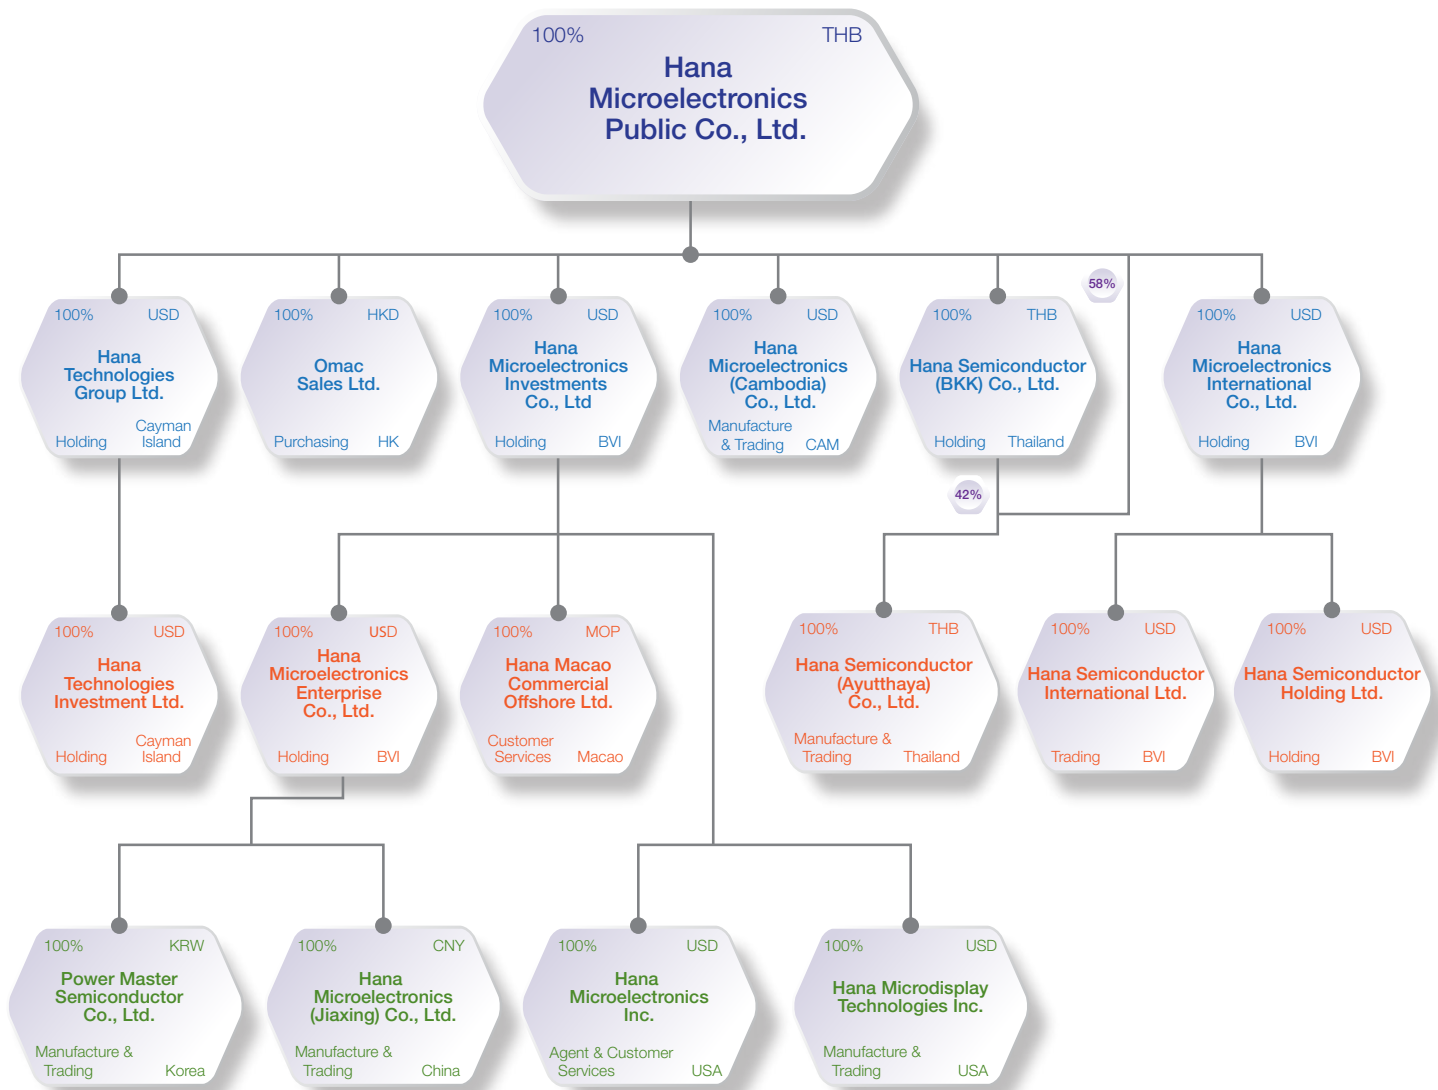 100% THB
Hana
Microelectronics
Public Co., Ltd.
58%
100% USD
Hana
Technologies
Group Ltd.
Holding
Cayman
Island
100% HKD
Omac
Sales Ltd.
Purchasing HK
100% USD
Hana
Microelectronics
Investments
Co., Ltd
Holding BVI
100% USD
Hana
Microelectronics
(Cambodia)
Co., Ltd.
Manufacture
& Trading CAM
100% THB
Hana Semiconductor
(BKK) Co., Ltd.
Holding Thailand
100% USD
Hana
Microelectronics
International
Co., Ltd.
Holding BVI
42%
100% USD
Hana
Technologies
Investment Ltd.
Holding
Cayman
Island
100% USD
Hana
Microelectronics
Enterprise
Co., Ltd.
Holding BVI
100% MOP
Hana Macao
Commercial
Offshore Ltd.
Customer
Services Macao
100% THB
Hana Semiconductor
(Ayutthaya)
Co., Ltd.
Manufacture &
Trading Thailand
100% USD
Hana Semiconductor
International Ltd.
Trading BVI
100% USD
Hana Semiconductor
Holding Ltd.
Holding BVI
100% KRW
Power Master
Semiconductor
Co., Ltd.
Manufacture &
Trading Korea
100% CNY
Hana
Microelectronics
(Jiaxing) Co., Ltd.
Manufacture &
Trading China
100% USD
Hana
Microelectronics
Inc.
Agent & Customer
Services USA
100% USD
Hana Microdisplay
Technologies Inc.
Manufacture &
Trading USA